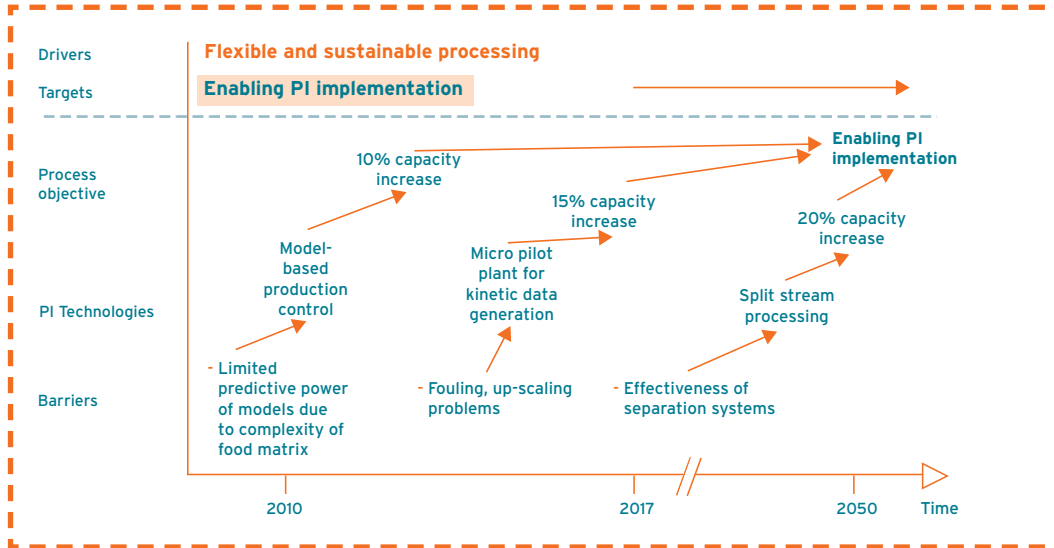 Drivers
Flexible and sustainable processing
Targets
Enabling PI implementation
Process
objective
10% capacity
increase
15% capacity
increase
Enabling PI
implementation
20% capacity
increase
PI Technologies
Model-
based
production
control
Micro pilot
plant for
kinetic data
generation
Split stream
processing
Barriers
- Limited
predictive power
of models due
to complexity of
food matrix
- Fouling, up-scaling
problems
- Effectiveness of
separation systems
2010
2017
2050
Time